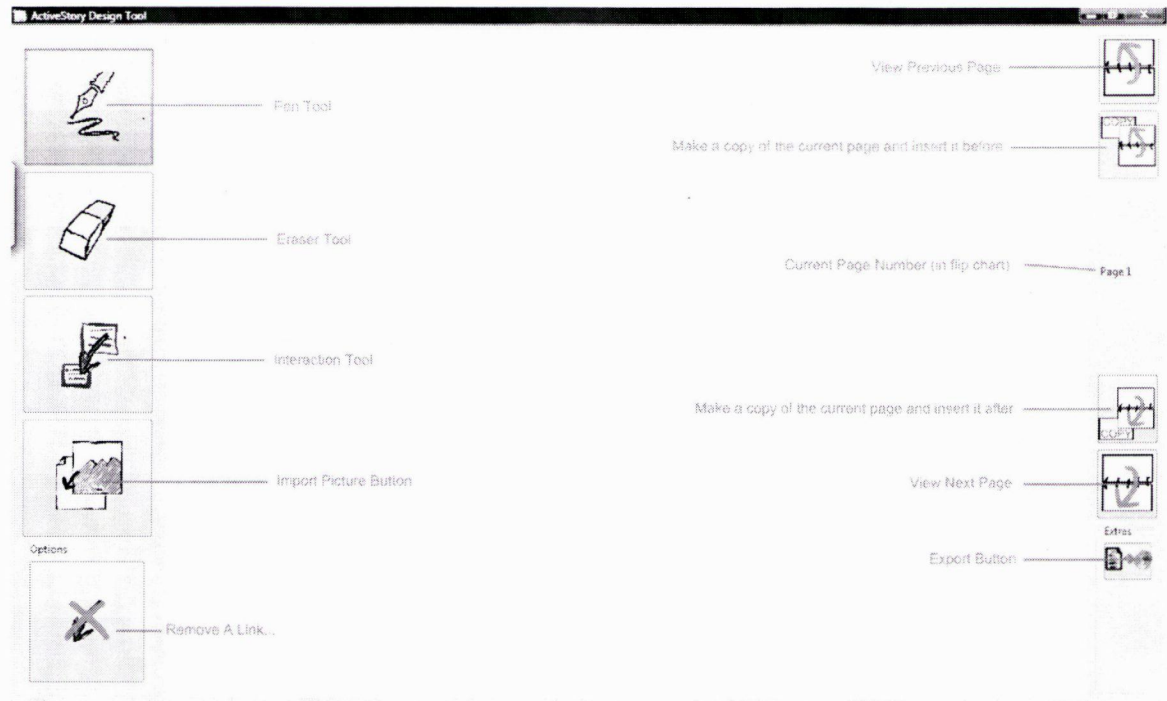 ActiveStory Design Tool
Pen Tool
Eraser Tool
Interaction Tool
Import Picture Button
Options
Remove A Link...
View Previous Page
COPY
Make a copy of the current page and insert it before
Current Page Number (in flip chart)
Page 1
Make a copy of the current page and insert it after
COPY
View Next Page
Extras
Export Button